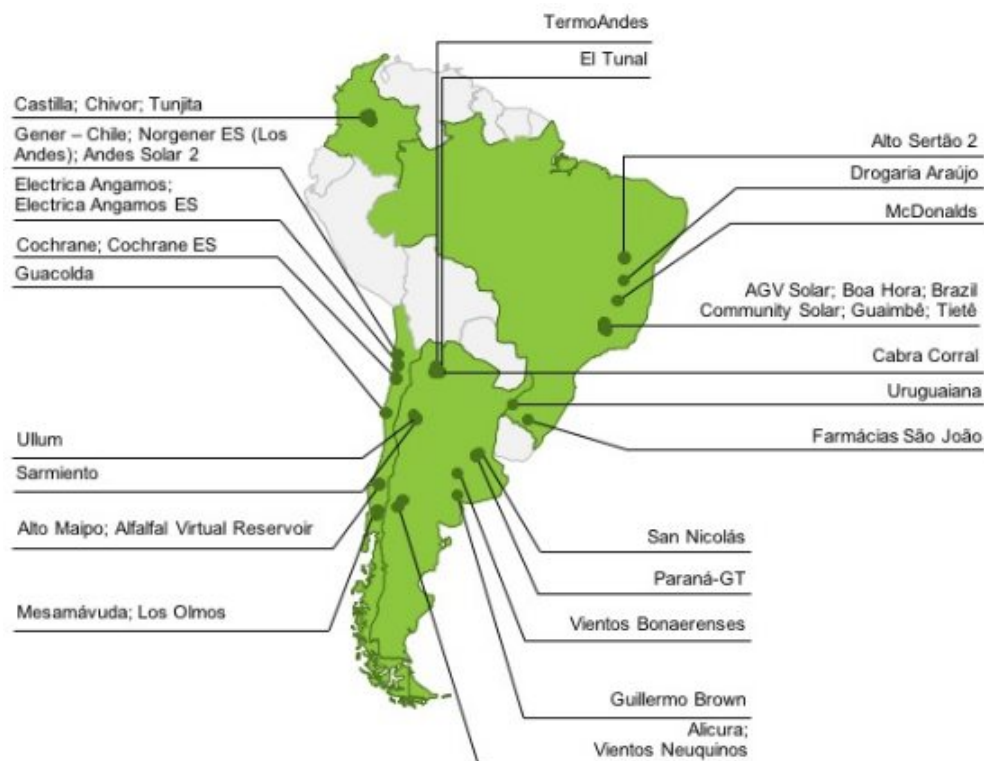 TermoAndes
El Tunal
Castilla; Chivor; Tunjita
Gener – Chile; Norgener ES (Los
Andes); Andes Solar 2
Electrica Angamos;
Electrica Angamos ES
Cochrane; Cochrane ES
Guacolda
Ullum
Sarmiento
Alto Maipo; Alfalfal Virtual Reservoir
Mesamávuda; Los Olmos
Alto Sertão 2
Drogaria Araújo
McDonalds
AGV Solar; Boa Hora; Brazil
Community Solar; Guaimbê; Tietê
Cabra Corral
Uruguaiana
Farmácias São João
San Nicolás
Paraná-GT
Vientos Bonaerenses
Guillermo Brown
Alicura;
Vientos Neuquinos